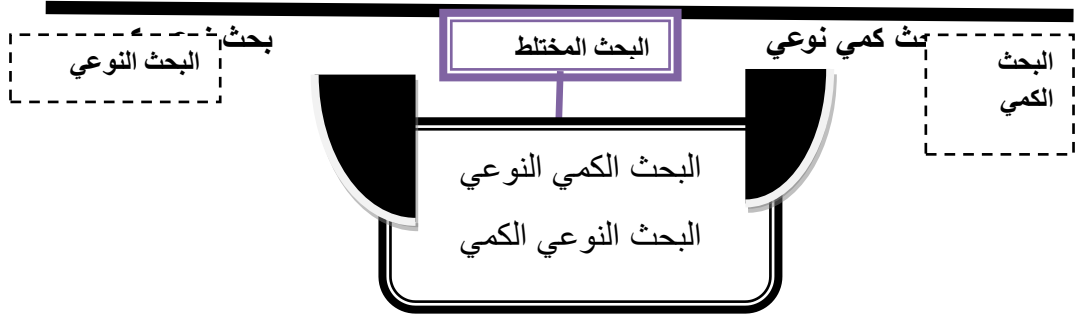 البحث
الكمي
بحث كمي نوعي
البحث المختلط
بحث
البحث النوعي
البحث الكمي النوعي
البحث النوعي الكمي